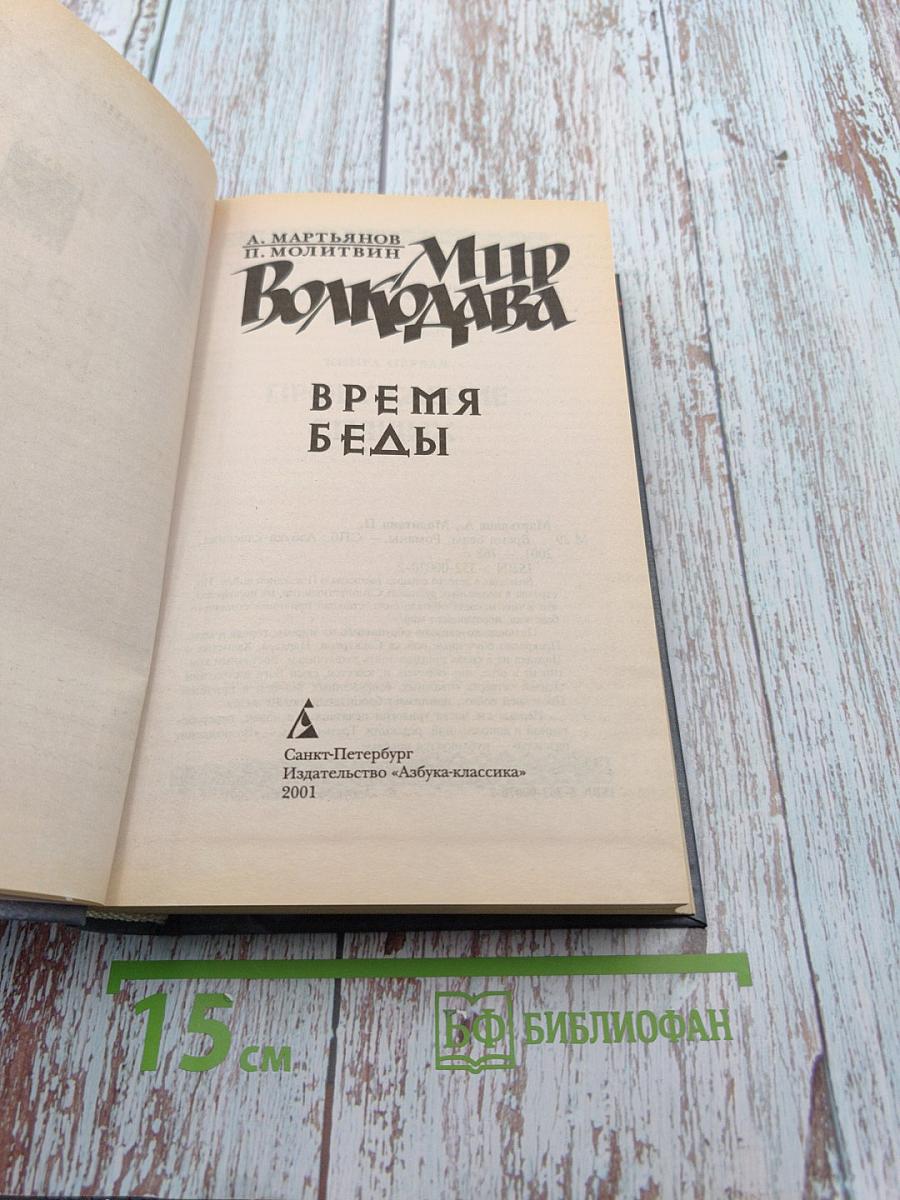 А. МАРТЬЯНОВ
П. МОЛИТВИН
Мир
Волкодава
ВРЕМЯ
БЕДЫ
Санкт-Петербург
Издательство «Азбука-классика»
2001
15 см
БФ БИБЛИОФАН